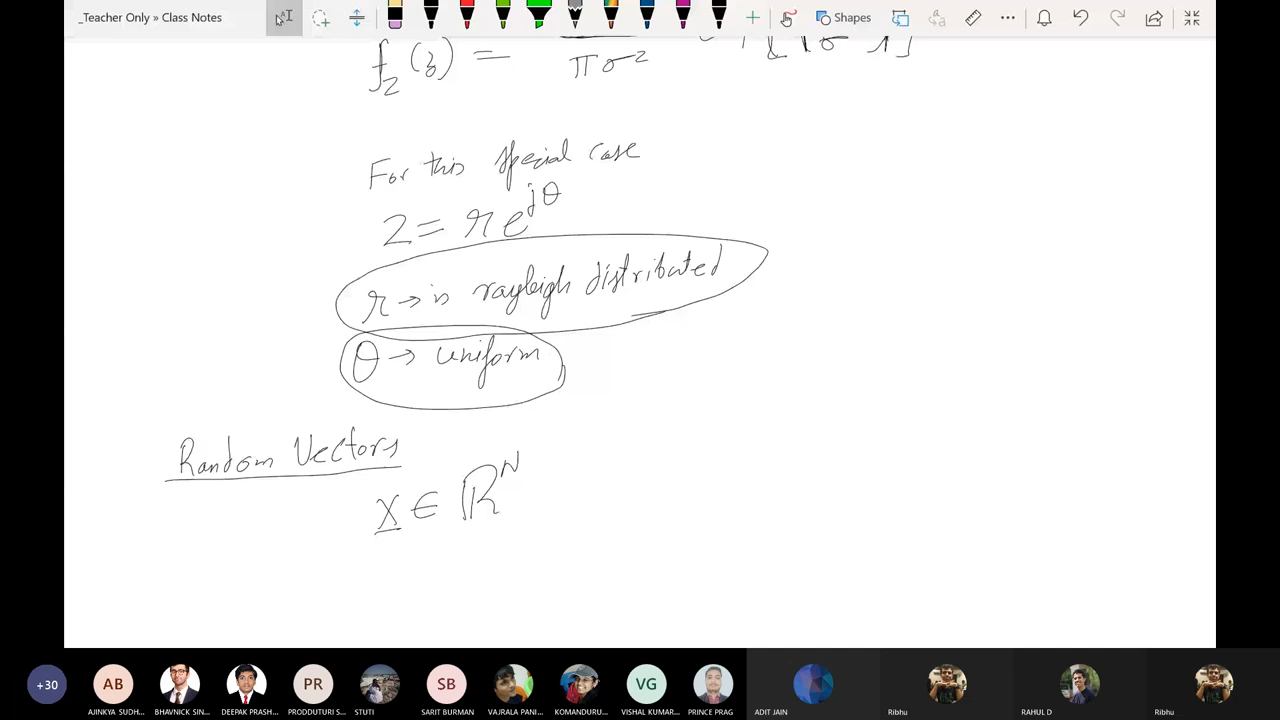 _Teacher Only » Class Notes
Shapes
f_Z(z) =
πσ²
For this special case
Z = r e^{jθ}
r → is rayleigh distributed
θ → uniform
Random Vectors
X ∈ ℝ^N
+30
AB
PR
SB
VG
AJINKYA SUDH...
BHAVNICK SIN...
DEEPAK PRASH...
PRODDUTURI S...
STUTI
SARIT BURMAN
VAJRALA PANI...
KOMANDURU...
VISHAL KUMAR...
PRINCE PRAG
ADIT JAIN
Ribhu
RAHUL D
Ribhu